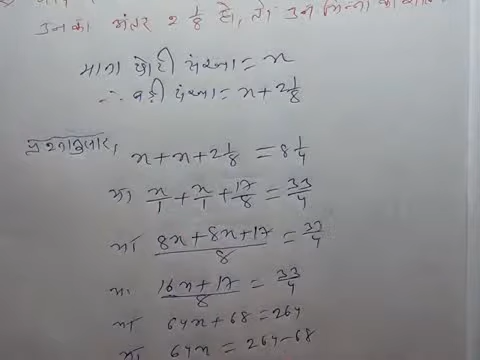 उनका अंतर 2 1/8 है, तो उन भिन्नों
माना छोटी संख्या = x
∴ बड़ी संख्या = x + 2 1/8
प्रश्नानुसार,
x + x + 2 1/8 = 8 1/4
या, x/1 + x/1 + 17/8 = 33/4
या (8x + 8x + 17)/8 = 33/4
या (16x + 17)/8 = 33/4
या 64x + 68 = 264
या 64x = 264 - 68